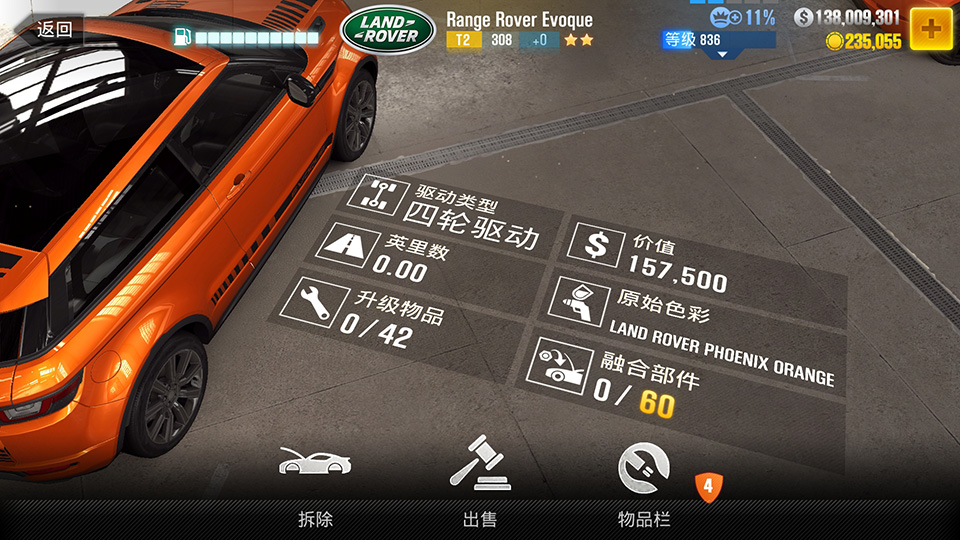 返回
LAND ROVER
Range Rover Evoque
T2 308 +0
11%
等级 836
138,009,301
235,055
驱动类型
四轮驱动
英里数
0.00
升级物品
0/42
价值
157,500
原始色彩
LAND ROVER PHOENIX ORANGE
融合部件
0/60
拆除
出售
物品栏
4